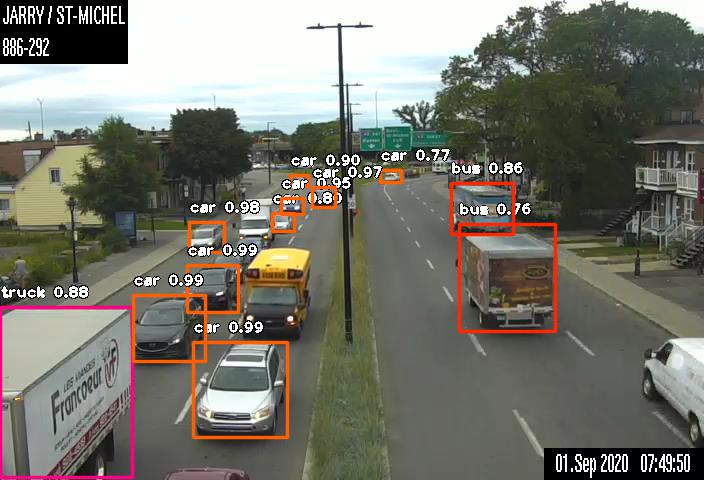 JARRY / ST-MICHEL
886-292
car 0.90
car 0.77
car 0.97
bus 0.86
car 0.95
car 0.80
car 0.98
bus 0.76
car 0.99
car 0.99
truck 0.88
car 0.99
LES VIANDES
Francoeur
01.Sep 2020 07:49:50